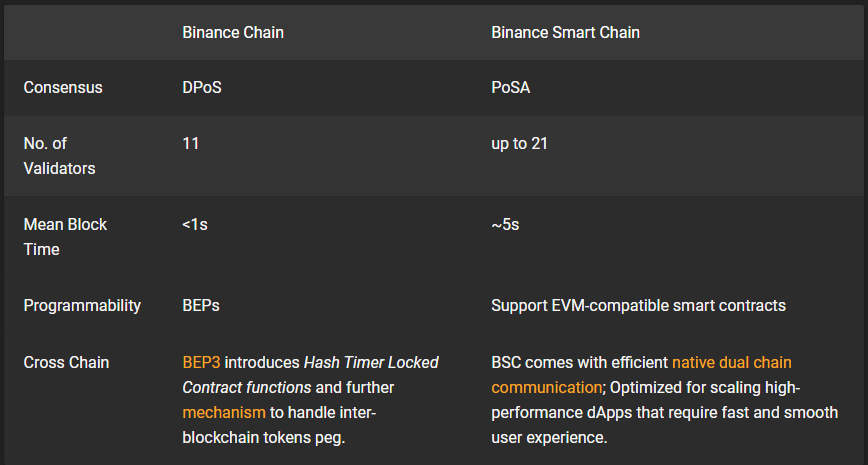 Binance Chain Binance Smart Chain
Consensus DPoS PoSA
No. of
Validators 11 up to 21
Mean Block
Time <1s ~5s
Programmability BEPs Support EVM-compatible smart contracts
Cross Chain
BEP3 introduces Hash Timer Locked
Contract functions and further
mechanism to handle inter-
blockchain tokens peg.
BSC comes with efficient native dual chain
communication; Optimized for scaling high-
performance dApps that require fast and smooth
user experience.